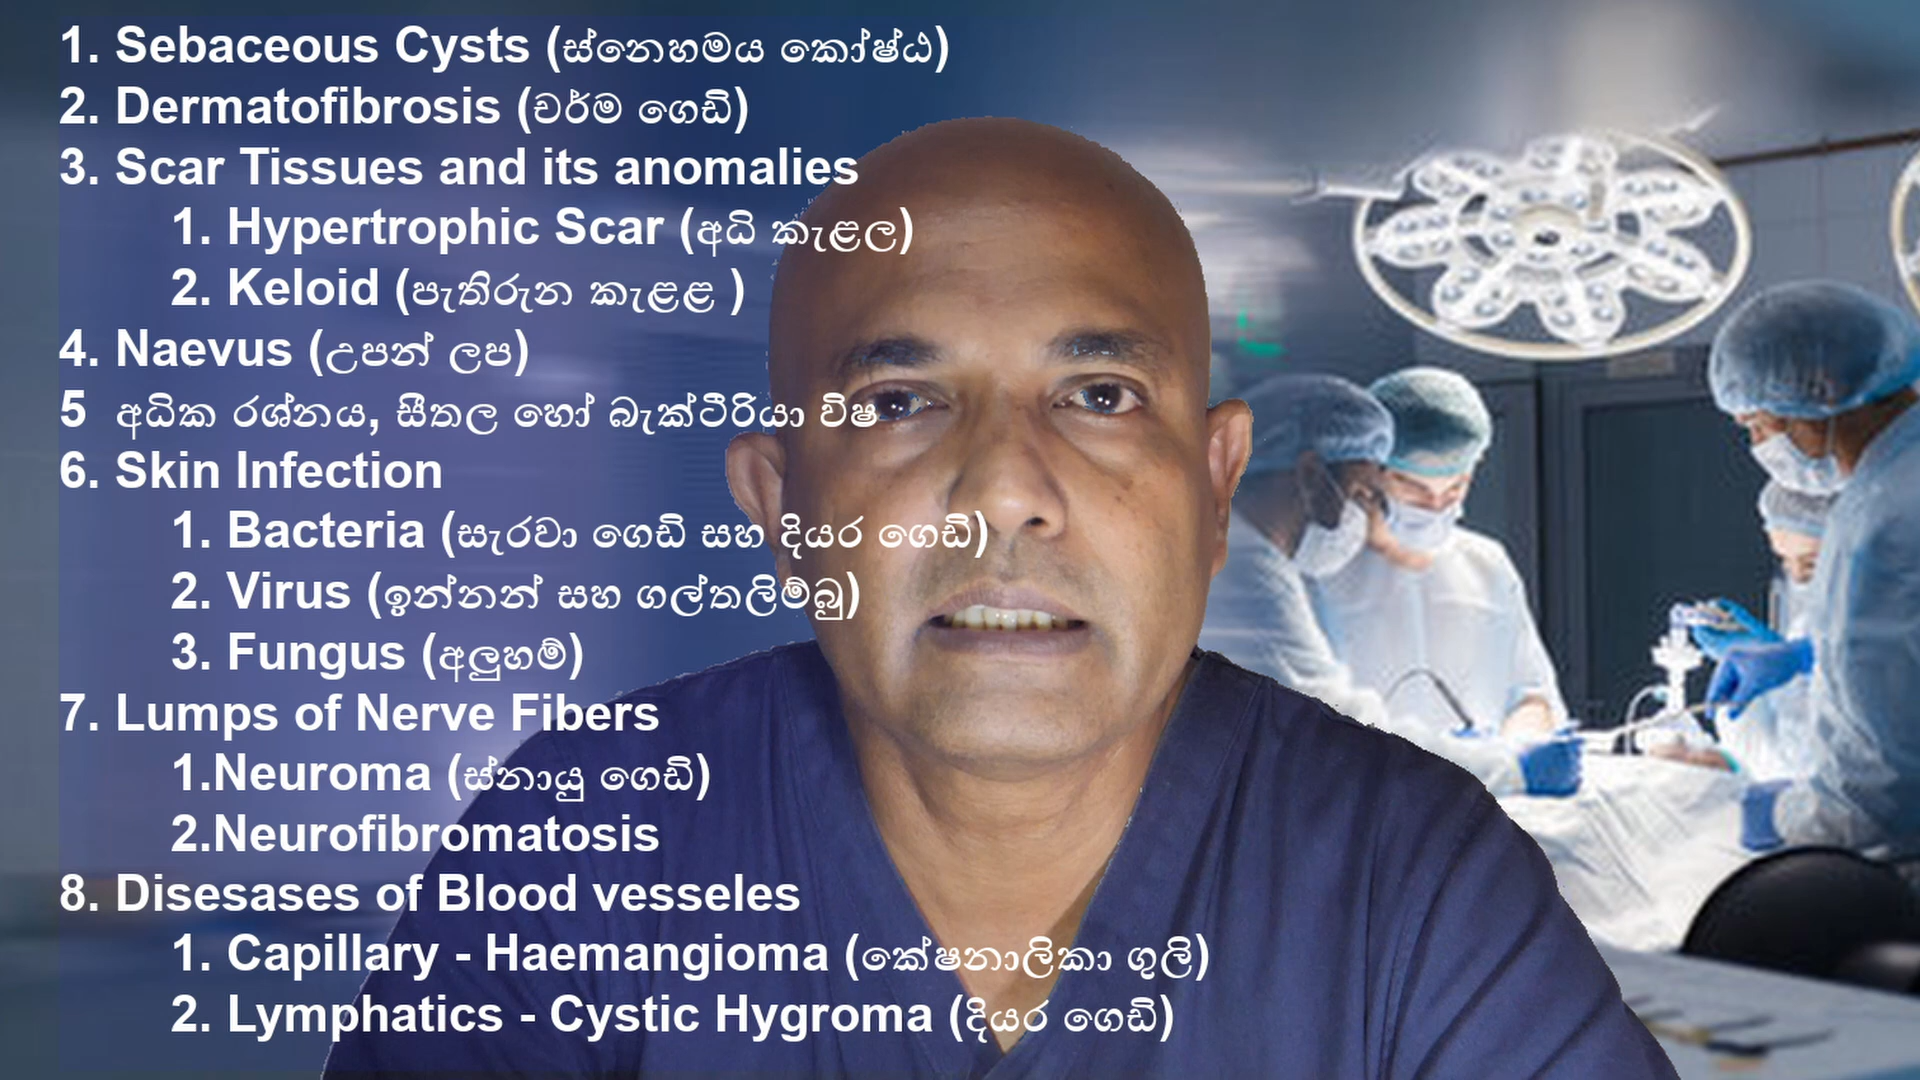 1. Sebaceous Cysts (ස්නෙහමය කෝෂ්ඨ)
2. Dermatofibrosis (චර්ම ගෙඩි)
3. Scar Tissues and its anomalies
1. Hypertrophic Scar (අධි කැළල)
2. Keloid (පැතිරුන කැළළ )
4. Naevus (උපන් ලප)
5 අධික රශ්නය, සීතල හෝ බැක්ටීරියා විෂ
6. Skin Infection
1. Bacteria (සැරවා ගෙඩි සහ දියර ගෙඩි)
2. Virus (ඉන්නන් සහ ගල්තලිම්බු)
3. Fungus (අලුහම්)
7. Lumps of Nerve Fibers
1.Neuroma (ස්නායු ගෙඩි)
2.Neurofibromatosis
8. Disesases of Blood vesseles
1. Capillary - Haemangioma (කේෂනාලිකා ගුලි)
2. Lymphatics - Cystic Hygroma (දියර ගෙඩි)